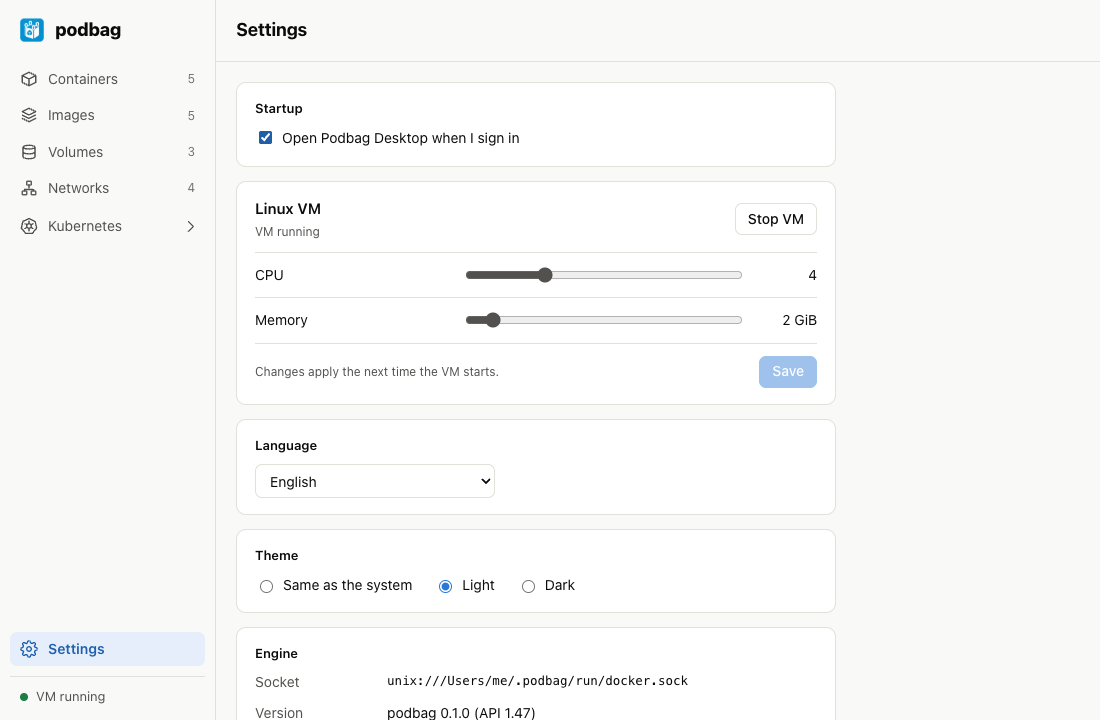 podbag
Containers 5
Images 5
Volumes 3
Networks 4
Kubernetes
Settings
VM running
Settings
Startup
Open Podbag Desktop when I sign in
Linux VM
VM running
Stop VM
CPU 4
Memory 2 GiB
Changes apply the next time the VM starts.
Save
Language
English
Theme
Same as the system Light Dark
Engine
Socket unix:///Users/me/.podbag/run/docker.sock
Version podbag 0.1.0 (API 1.47)